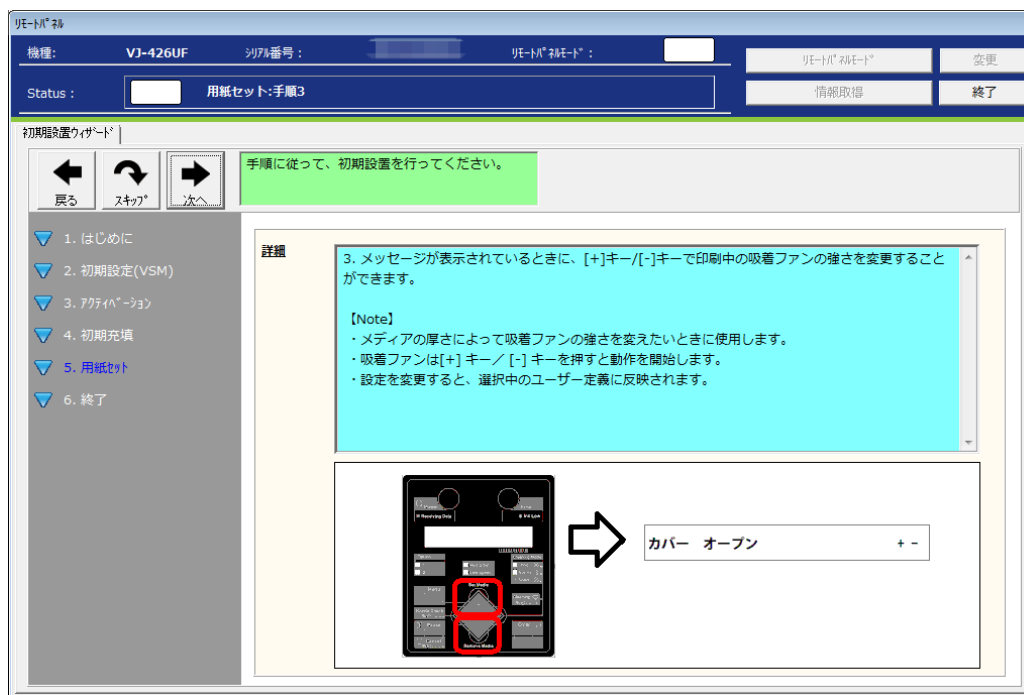 リモートパネル
機種: VJ-426UF シリアル番号: リモートパネルモード:
リモートパネルモード 変更
Status: 用紙セット:手順3
情報取得 終了
初期設置ウィザード
戻る スキップ 次へ
手順に従って、初期設置を行ってください。
1. はじめに
2. 初期設定(VSM)
3. アクティベーション
4. 初期充填
5. 用紙セット
6. 終了
詳細
3. メッセージが表示されているときに、[+]キー/[-]キーで印刷中の吸着ファンの強さを変更すること
ができます。
【Note】
・メディアの厚さによって吸着ファンの強さを変えたいときに使用します。
・吸着ファンは[+] キー／ [-] キーを押すと動作を開始します。
・設定を変更すると、選択中のユーザー定義に反映されます。
カバー オープン + -